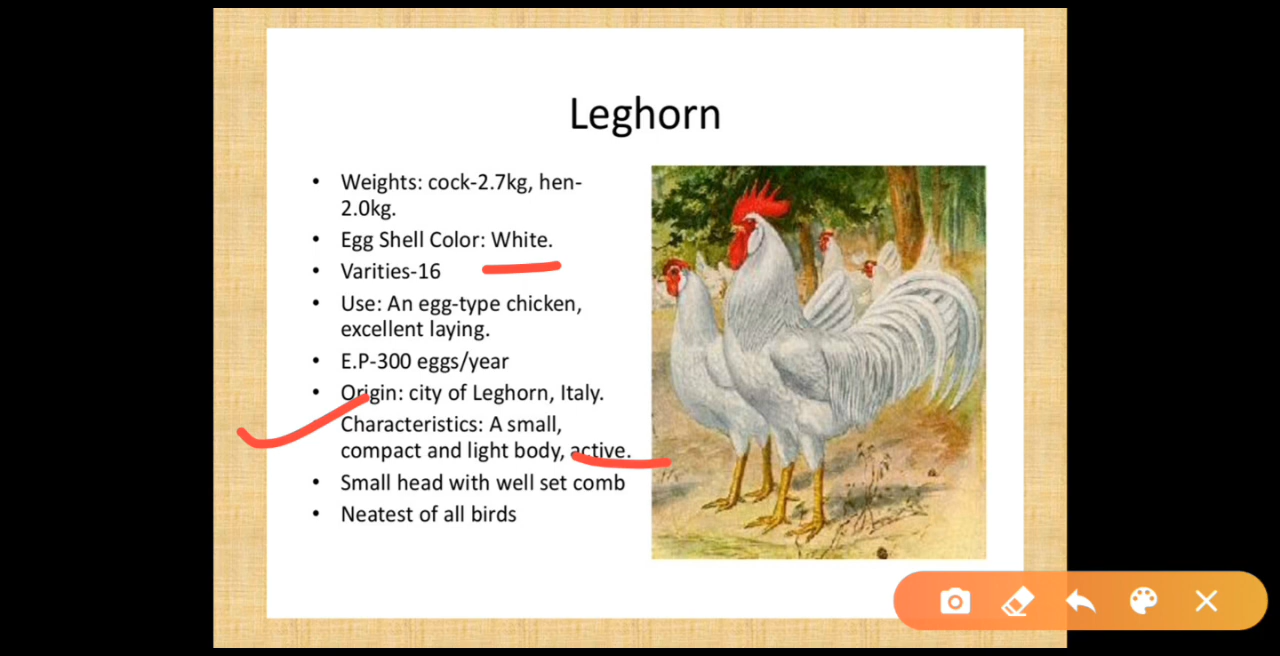 Leghorn
• Weights: cock-2.7kg, hen-
2.0kg.
• Egg Shell Color: White.
• Varities-16
• Use: An egg-type chicken,
excellent laying.
• E.P-300 eggs/year
• Origin: city of Leghorn, Italy.
Characteristics: A small,
compact and light body, active.
• Small head with well set comb
• Neatest of all birds